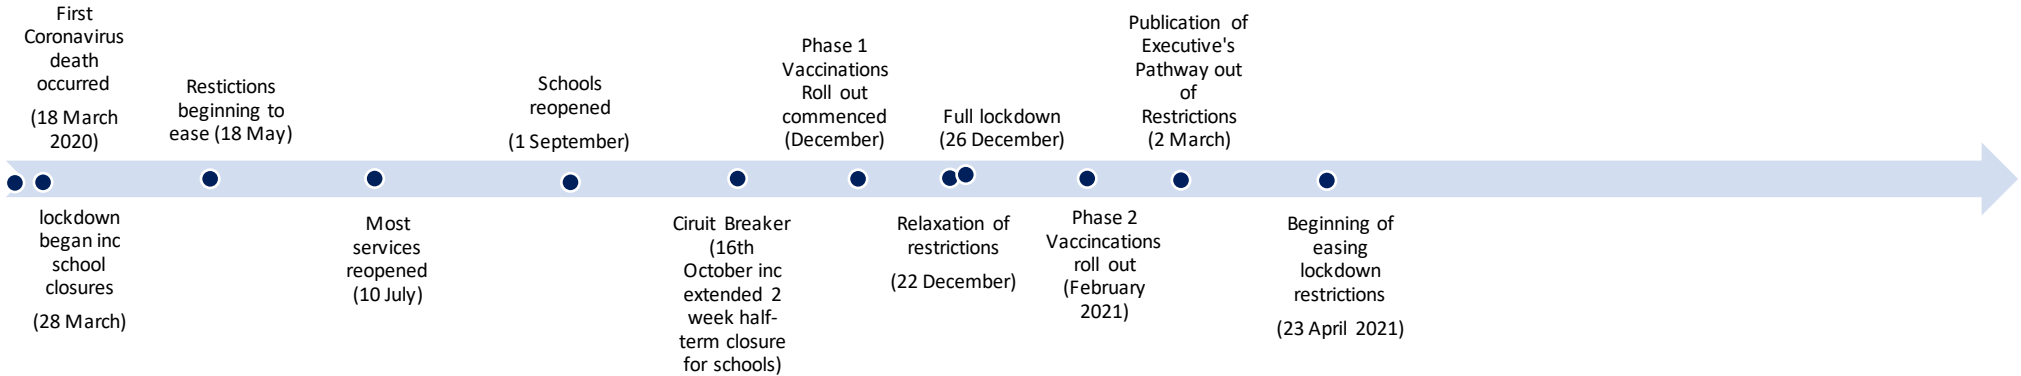 First
Coronavirus
death
occurred
(18 March
2020)
lockdown
began inc
school
closures
(28 March)
Restictions
beginning to
ease (18 May)
Most
services
reopened
(10 July)
Schools
reopened
(1 September)
Ciruit Breaker
(16th
October inc
extended 2
week half-
term closure
for schools)
Phase 1
Vaccinations
Roll out
commenced
(December)
Relaxation of
restrictions
(22 December)
Full lockdown
(26 December)
Phase 2
Vaccincations
roll out
(February
2021)
Publication of
Executive's
Pathway out
of
Restrictions
(2 March)
Beginning of
easing
lockdown
restrictions
(23 April 2021)